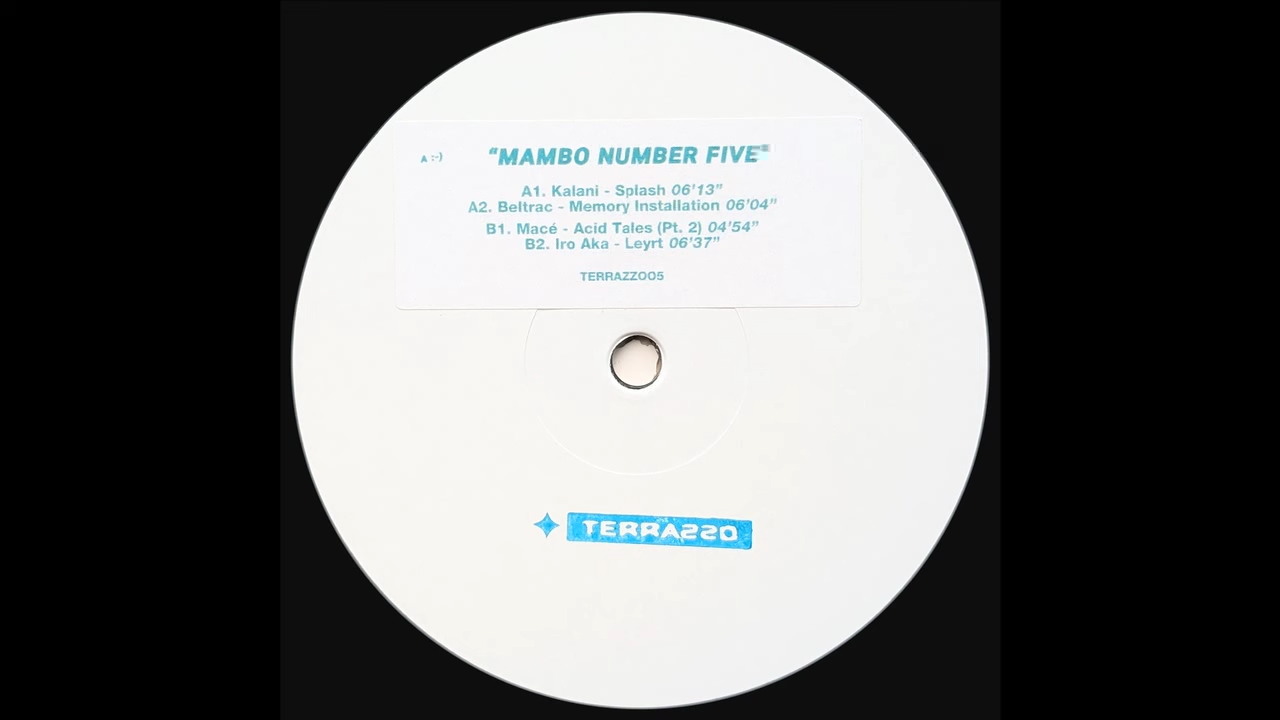 A :-)
“MAMBO NUMBER FIVE”
A1. Kalani - Splash 06’13”
A2. Beltrac - Memory Installation 06’04”
B1. Macé - Acid Tales (Pt. 2) 04’54”
B2. Iro Aka - Leyrt 06’37”
TERRAZZO05
TERRAZZO